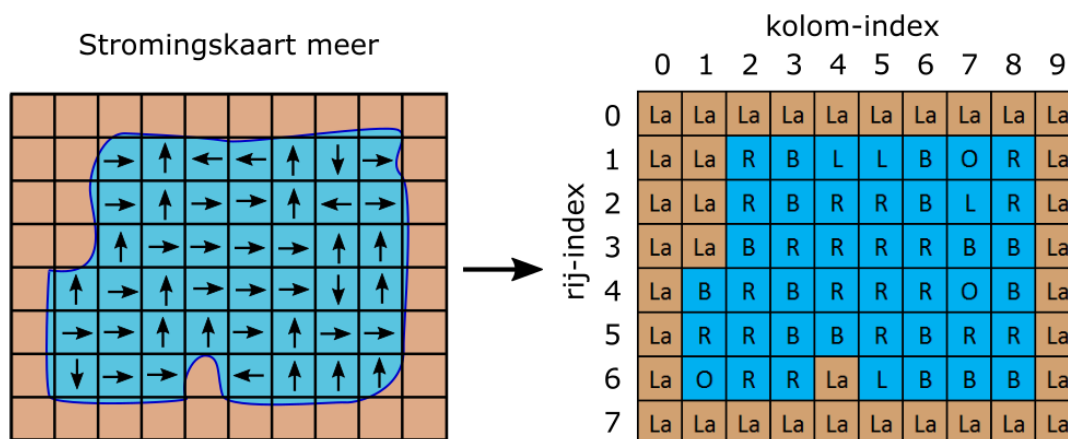 Stromingskaart meer
kolom-index
0 1 2 3 4 5 6 7 8 9
rij-index
0 La La La La La La La La La La
1 La La R B L L B O R La
2 La La R B R R B L R La
3 La La B R R R R B B La
4 La B R B R R R O B La
5 La R R B B R B R R La
6 La O R R La L B B B La
7 La La La La La La La La La La